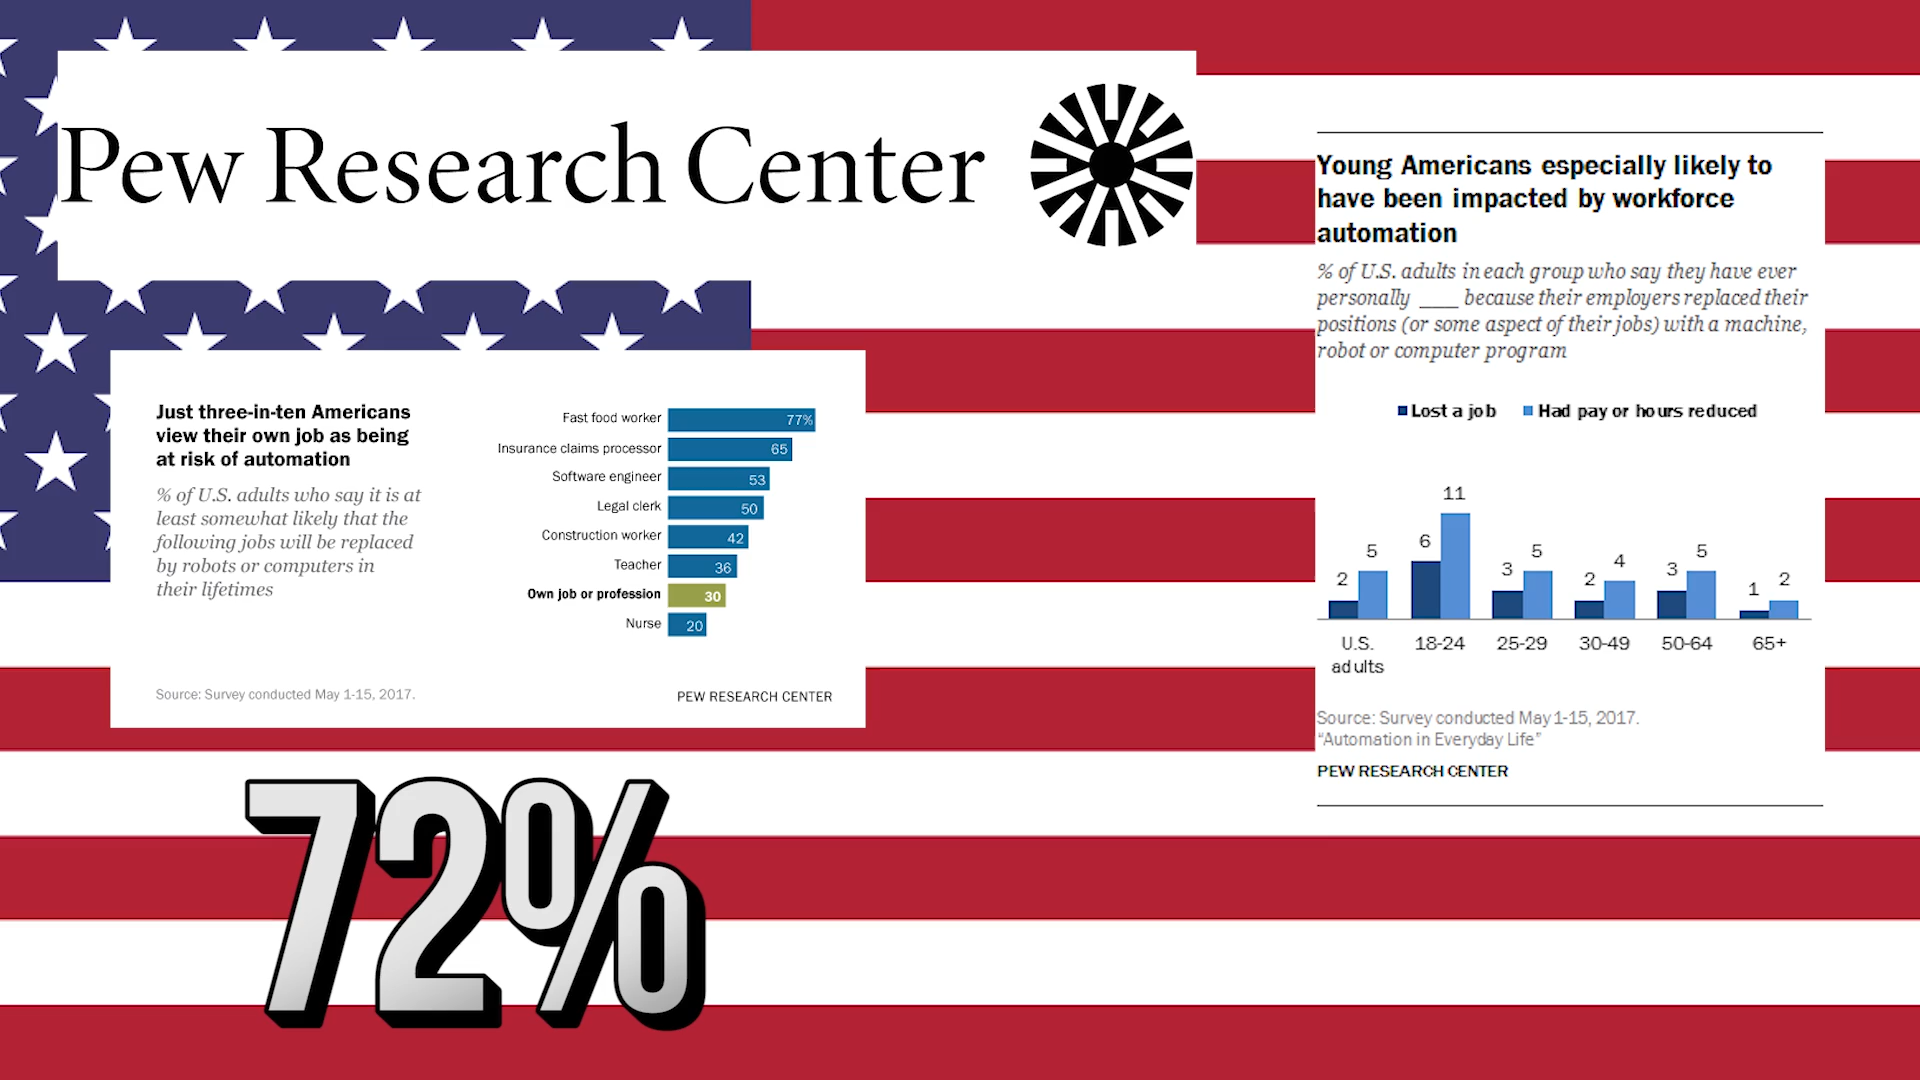 Pew Research Center
Just three-in-ten Americans
view their own job as being
at risk of automation
% of U.S. adults who say it is at
least somewhat likely that the
following jobs will be replaced
by robots or computers in
their lifetimes
Fast food worker 77%
Insurance claims processor 65
Software engineer 53
Legal clerk 50
Construction worker 42
Teacher 36
Own job or profession 30
Nurse 20
Source: Survey conducted May 1-15, 2017.
PEW RESEARCH CENTER
72%
Young Americans especially likely to
have been impacted by workforce
automation
% of U.S. adults in each group who say they have ever
personally ___ because their employers replaced their
positions (or some aspect of their jobs) with a machine,
robot or computer program
Lost a job Had pay or hours reduced
2 5 6 11 3 5 2 4 3 5 1 2
U.S. adults 18-24 25-29 30-49 50-64 65+
Source: Survey conducted May 1-15, 2017.
"Automation in Everyday Life"
PEW RESEARCH CENTER